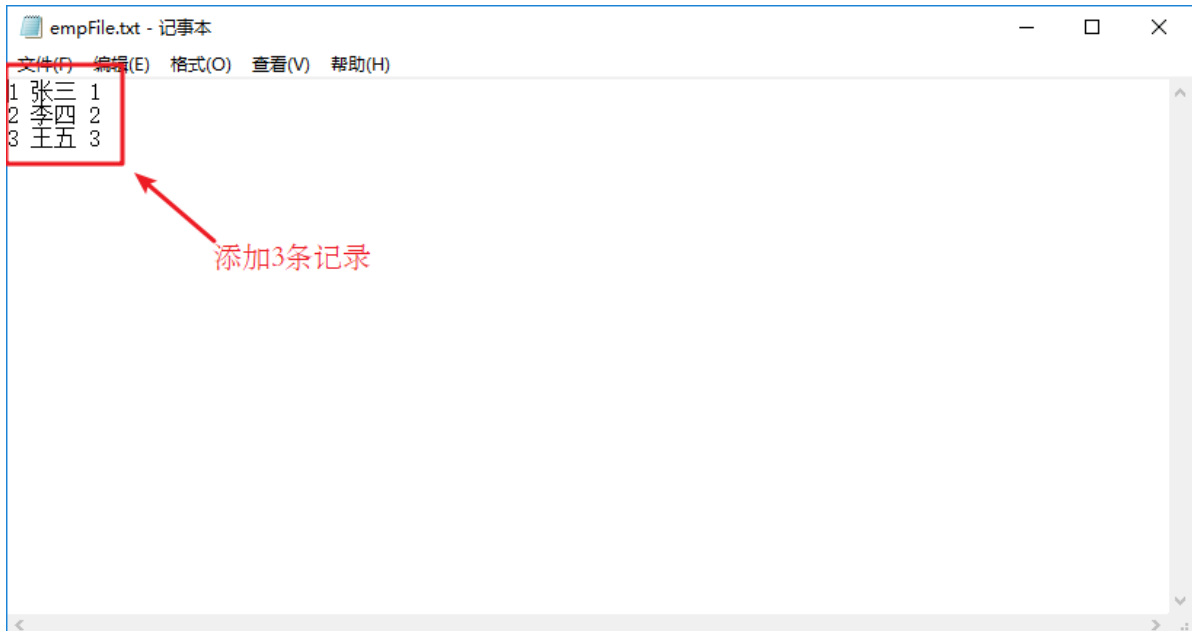 empFile.txt - 记事本
文件(F) 编辑(E) 格式(O) 查看(V) 帮助(H)
1 张三 1
2 李四 2
3 王五 3
添加3条记录